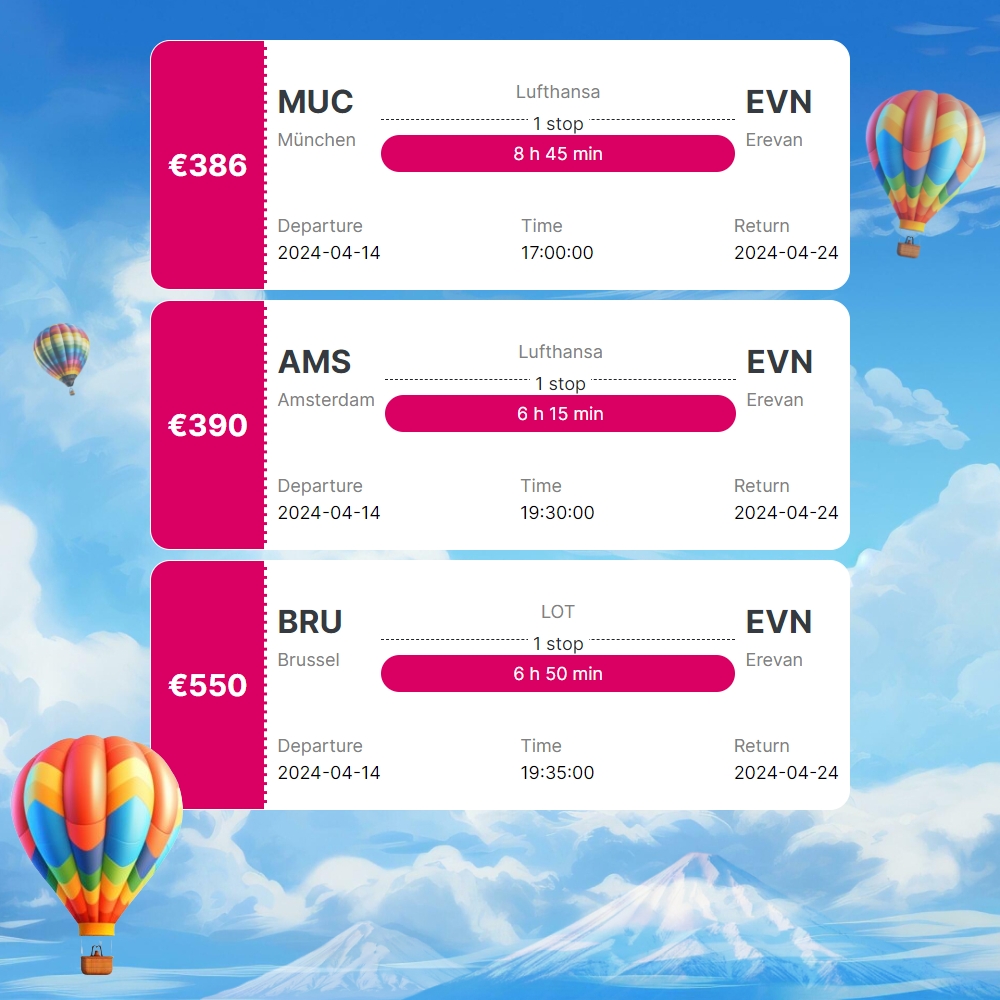 €386
MUC Lufthansa EVN
1 stop
München Erevan
8 h 45 min
Departure Time Return
2024-04-14 17:00:00 2024-04-24
€390
AMS Lufthansa EVN
1 stop
Amsterdam Erevan
6 h 15 min
Departure Time Return
2024-04-14 19:30:00 2024-04-24
€550
BRU LOT EVN
1 stop
Brussel Erevan
6 h 50 min
Departure Time Return
2024-04-14 19:35:00 2024-04-24